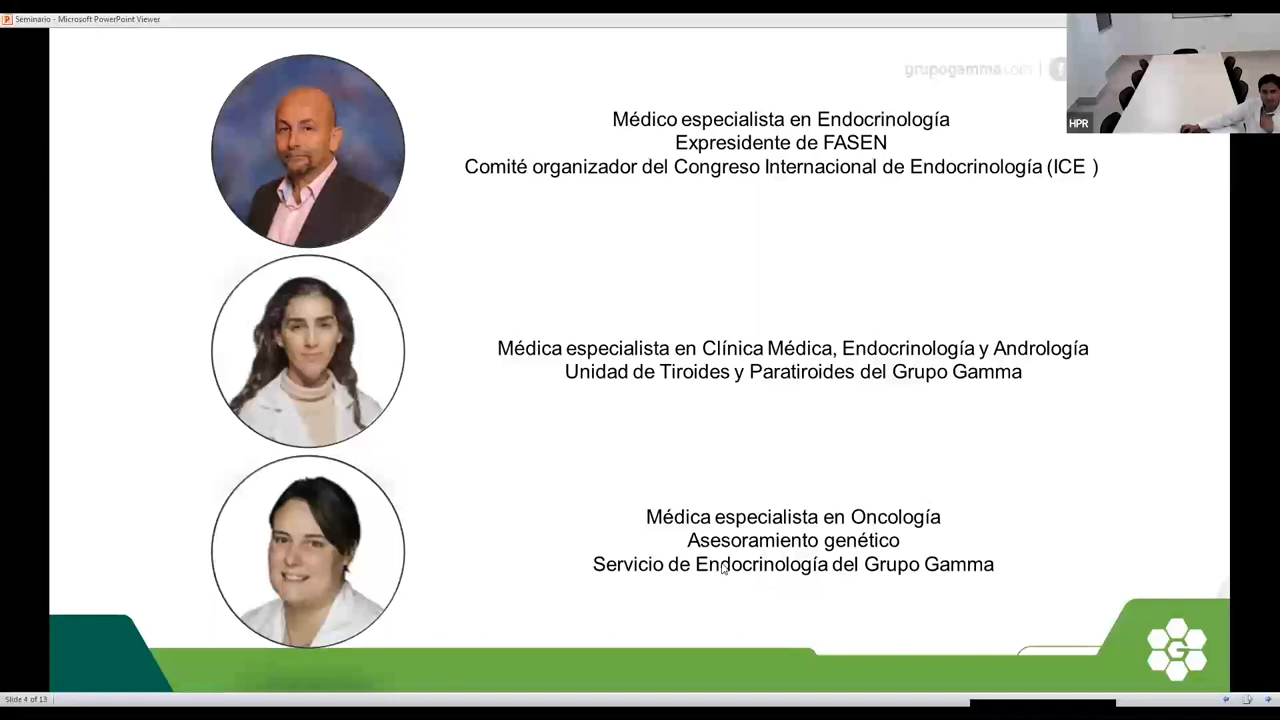 Seminario - Microsoft PowerPoint Viewer
grupogamma.com
HPR
Médico especialista en Endocrinología
Expresidente de FASEN
Comité organizador del Congreso Internacional de Endocrinología (ICE )
Médica especialista en Clínica Médica, Endocrinología y Andrología
Unidad de Tiroides y Paratiroides del Grupo Gamma
Médica especialista en Oncología
Asesoramiento genético
Servicio de Endocrinología del Grupo Gamma
G
Slide 4 of 13